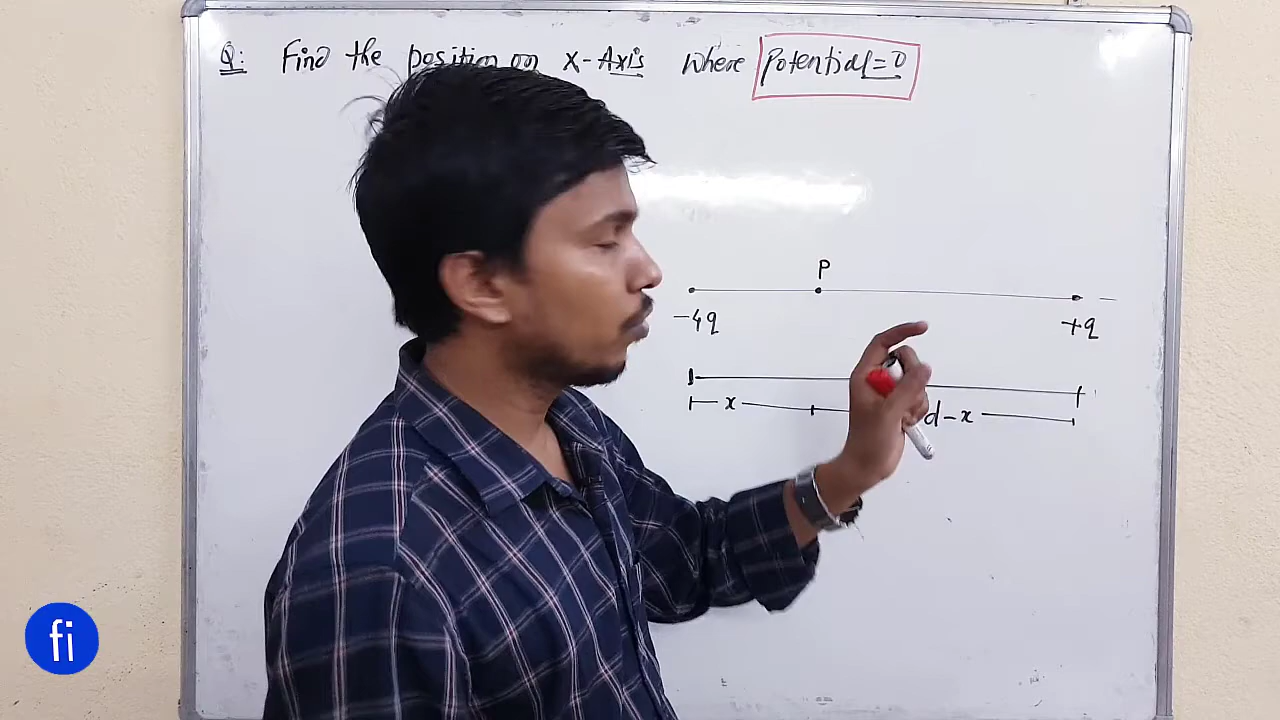 Q: Find the position on X-Axis where Potential=0
P
-4q +q
x d-x
fi